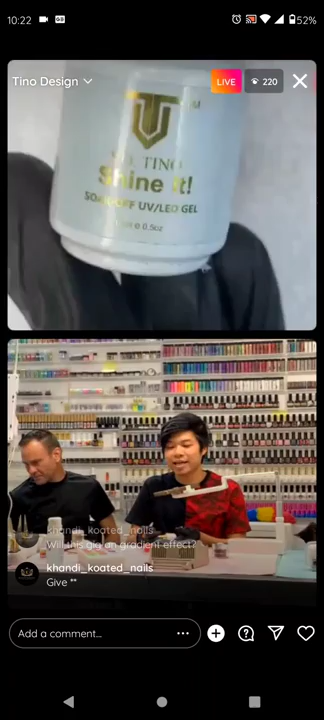 10:22
52%
Tino Design
LIVE
220
TINO
Shine It!
SOAK-OFF UV/LED GEL
0.5oz
khandi_koated_nails
Will this gig an gradient effect?
khandi_koated_nails
Give **
Add a comment...